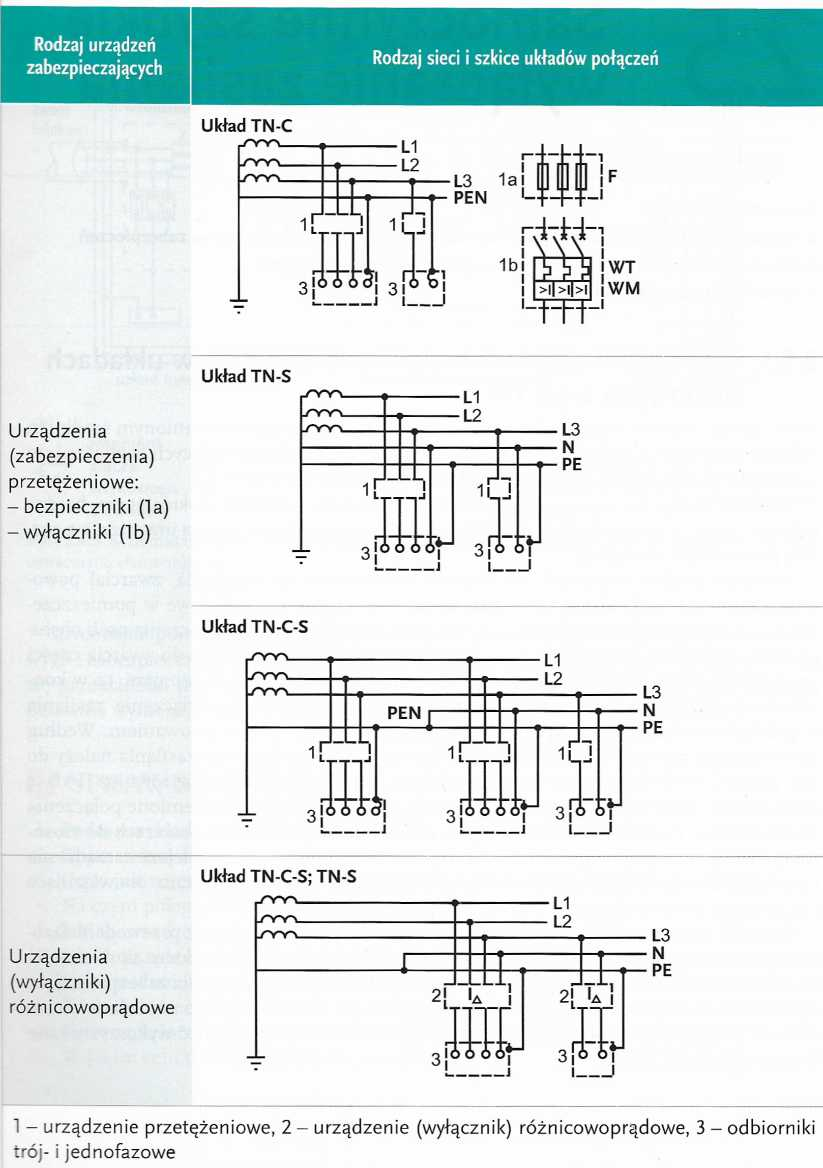 Rodzaj urządzeń
zabezpieczających
Rodzaj sieci i szkice układów połączeń
Układ TN-C
L1
L2
L3
PEN
1
1
3
3
1a
F
1b
WT
WM
>I >I >I
Układ TN-S
L1
L2
L3
N
PE
1
1
3
3
Urządzenia
(zabezpieczenia)
przetężeniowe:
– bezpieczniki (1a)
– wyłączniki (1b)
Układ TN-C-S
L1
L2
L3
PEN
N
PE
1
1
1
3
3
3
Układ TN-C-S; TN-S
L1
L2
L3
N
PE
2
I△
2
I△
3
3
Urządzenia
(wyłączniki)
różnicowoprądowe
1 – urządzenie przetężeniowe, 2 – urządzenie (wyłącznik) różnicowoprądowe, 3 – odbiorniki
trój- i jednofazowe